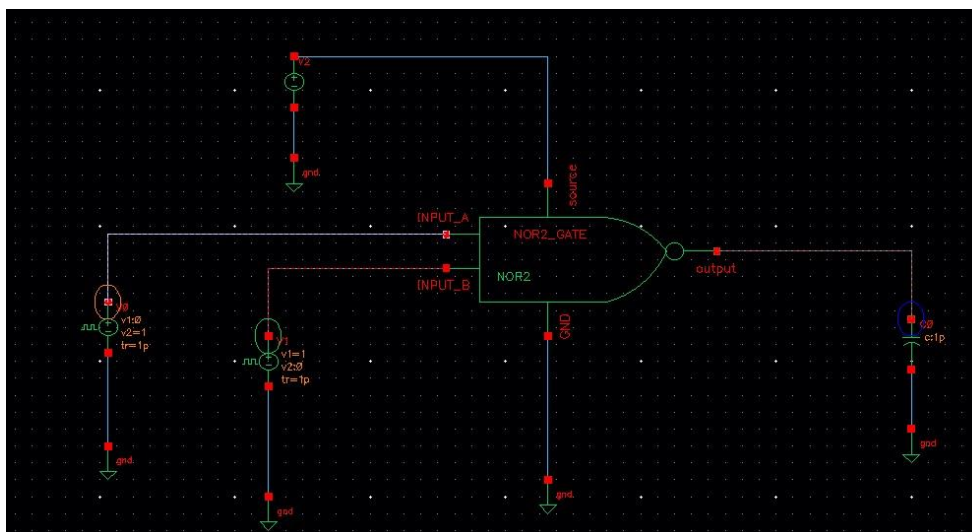 V2
gnd.
source
INPUT_A
NOR2_GATE
NOR2
INPUT_B
output
GND
V0
v1:0
v2=1
tr=1p
V1
v1=1
v2:0
tr=1p
C0
c:1p
gnd.
gnd
gnd.
gnd